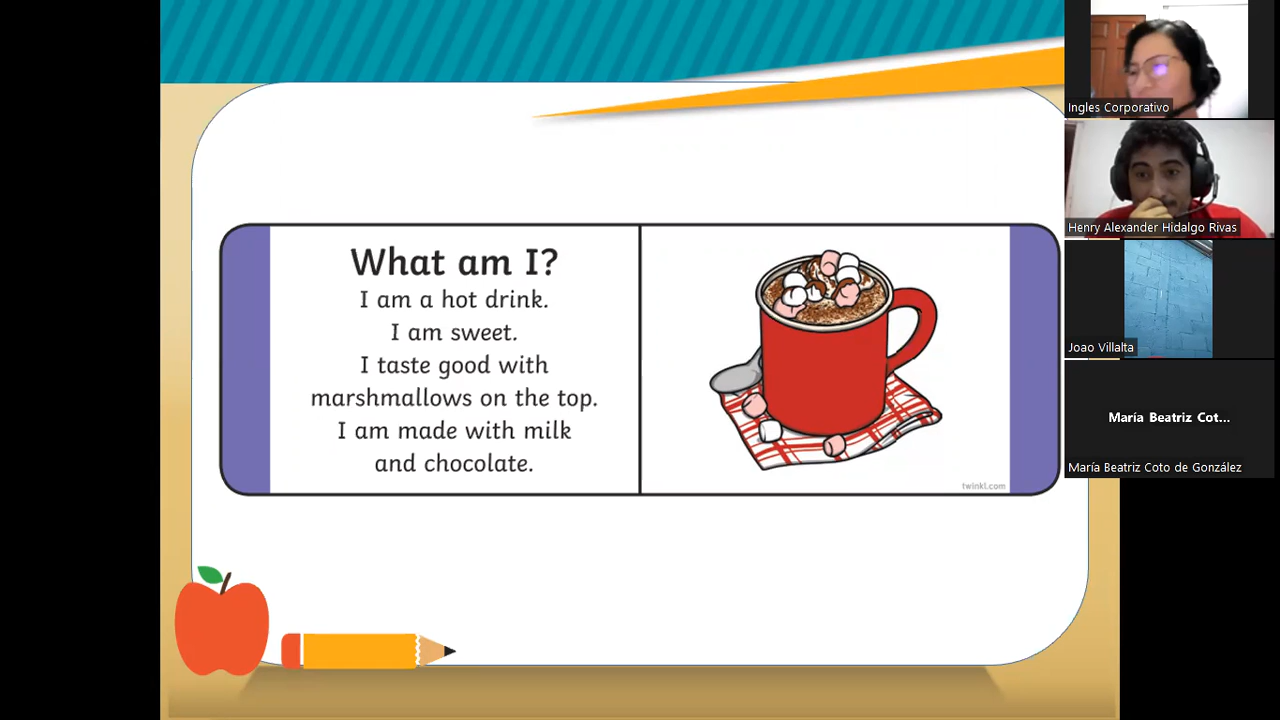 What am I?
I am a hot drink.
I am sweet.
I taste good with
marshmallows on the top.
I am made with milk
and chocolate.
twinkl.com
Ingles Corporativo
Henry Alexander Hidalgo Rivas
Joao Villalta
María Beatriz Cot...
María Beatriz Coto de González